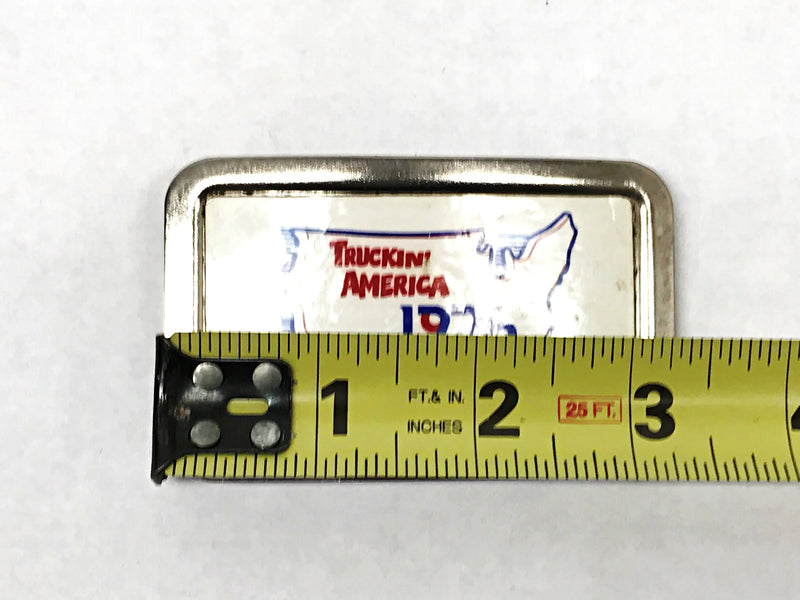 TRUCKIN'
AMERICA
1 FT. & IN. 2 25 FT. 3
INCHES